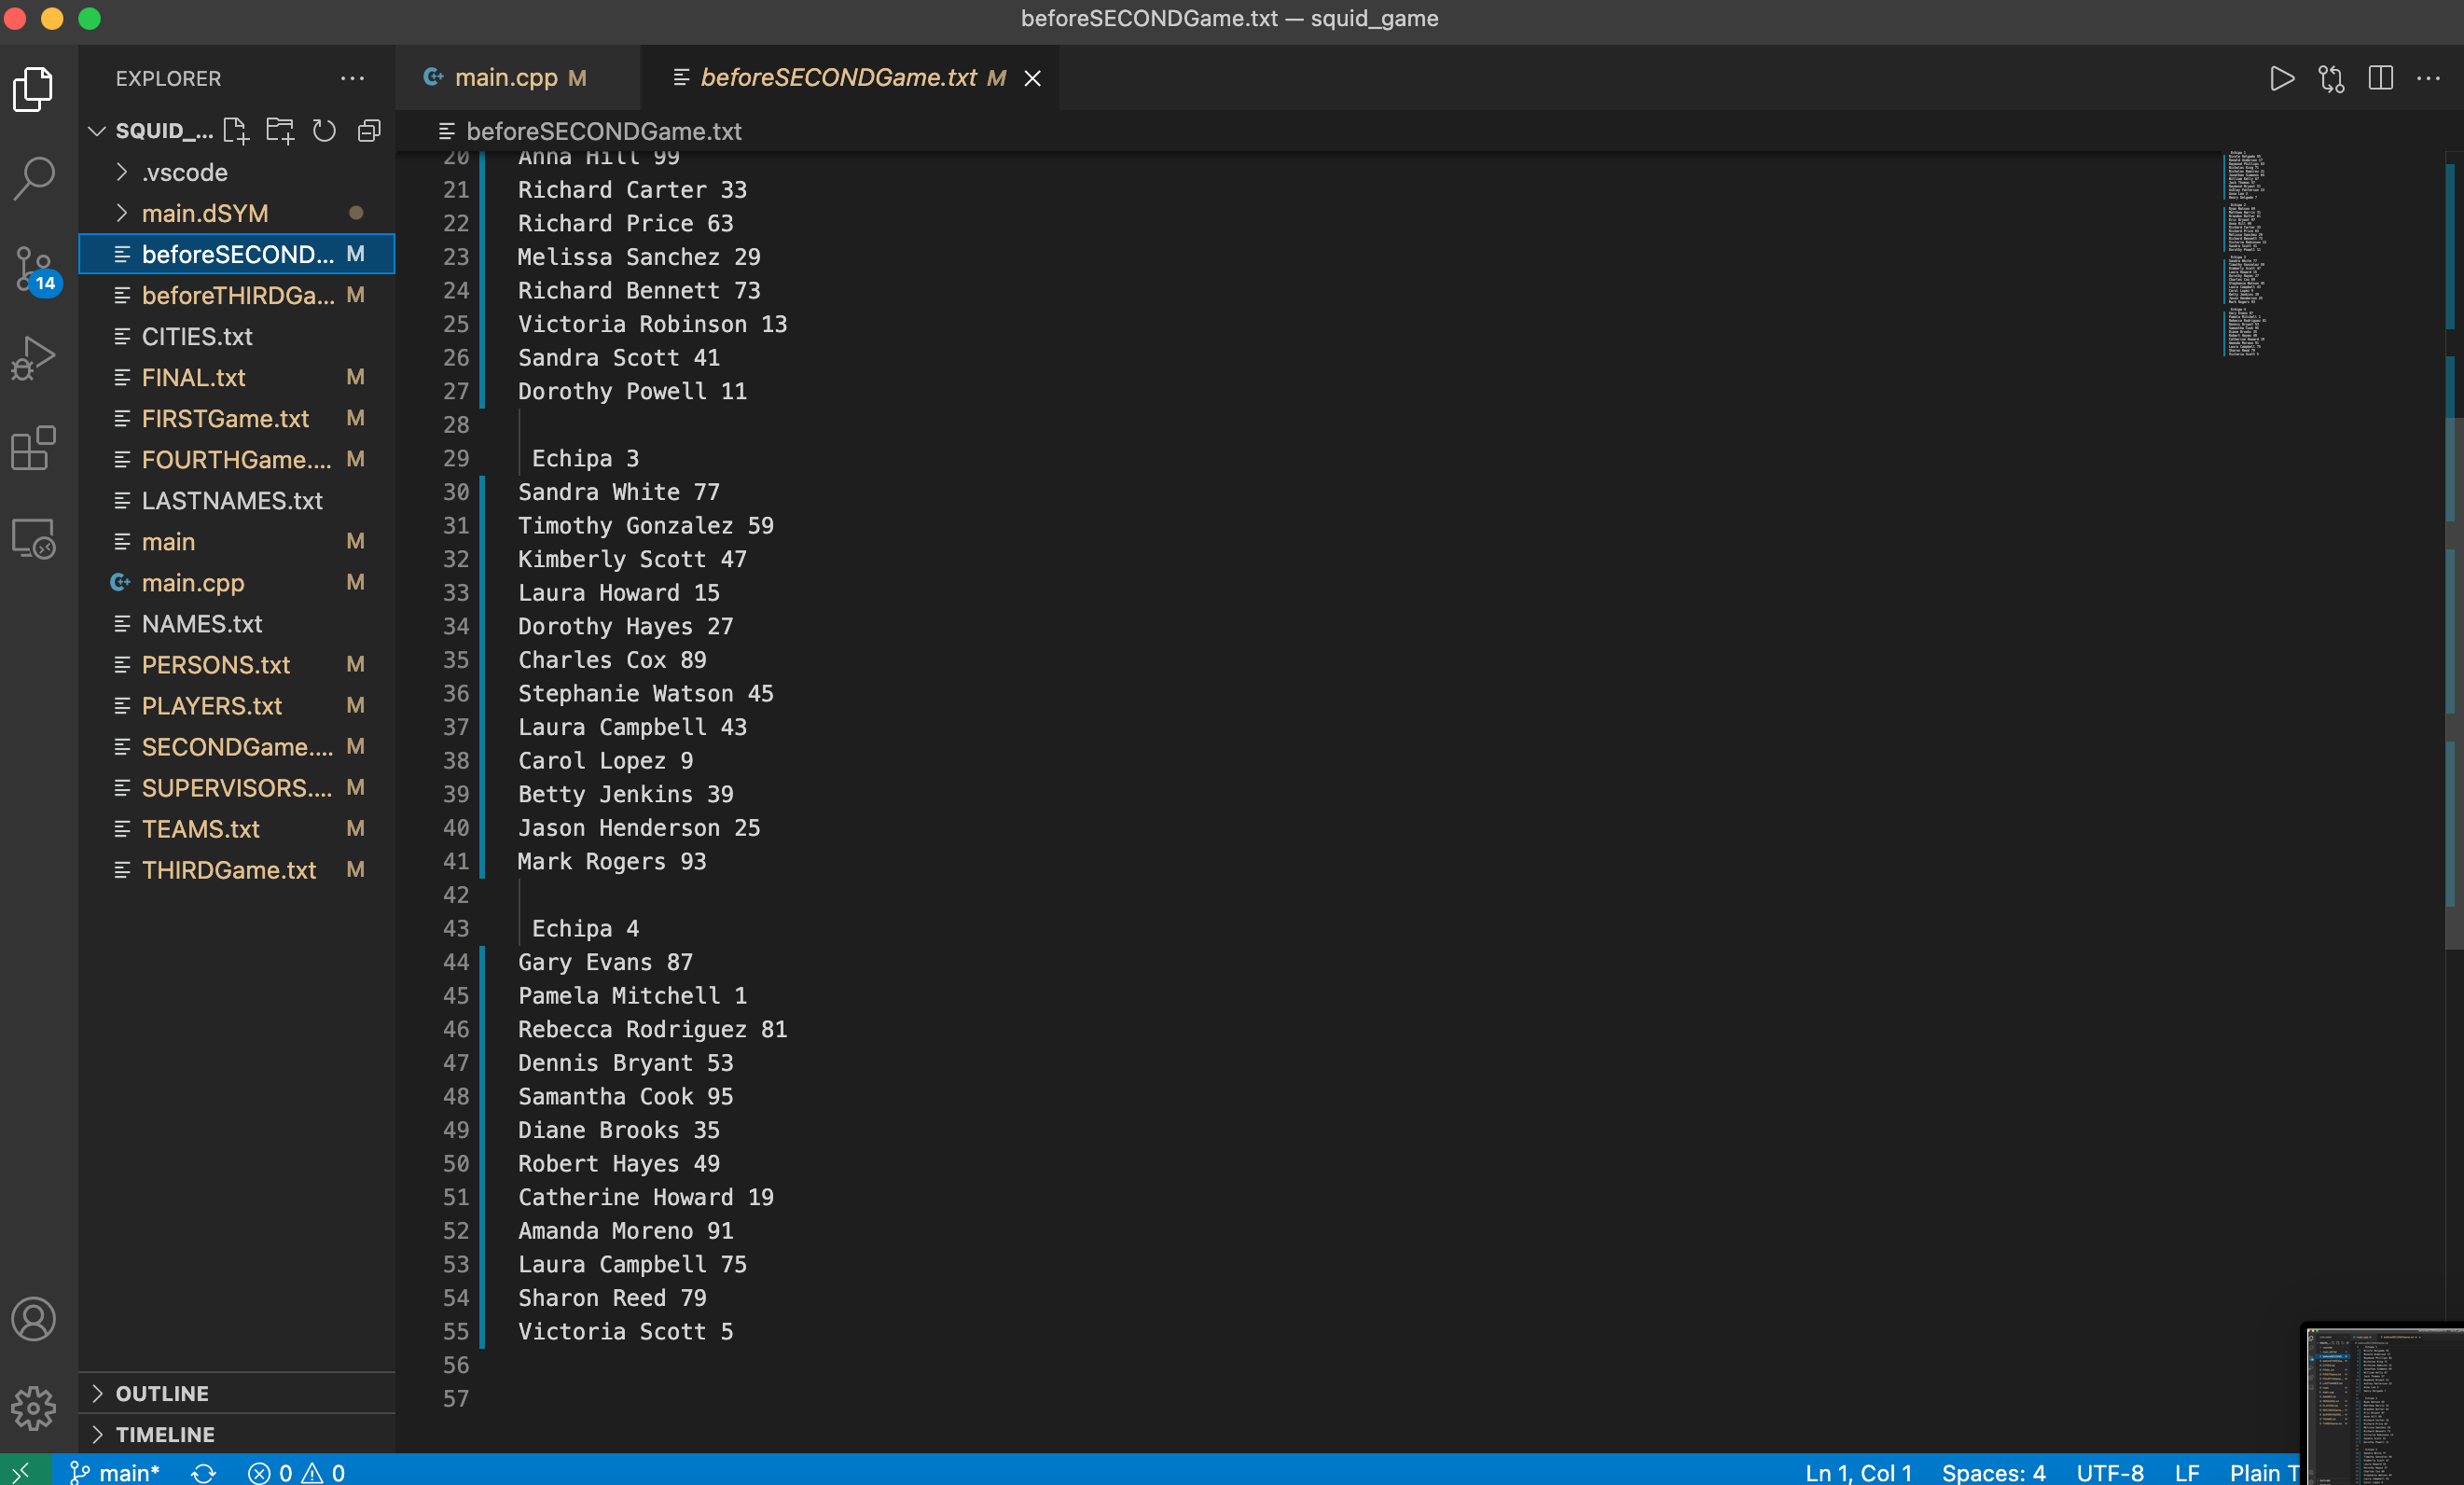 beforeSECONDGame.txt — squid_game
EXPLORER
SQUID_...
.vscode
main.dSYM
beforeSECOND... M
beforeTHIRDGa... M
CITIES.txt
FINAL.txt M
FIRSTGame.txt M
FOURTHGame.... M
LASTNAMES.txt
main M
main.cpp M
NAMES.txt
PERSONS.txt M
PLAYERS.txt M
SECONDGame.... M
SUPERVISORS.... M
TEAMS.txt M
THIRDGame.txt M
OUTLINE
TIMELINE
14
main.cpp M
beforeSECONDGame.txt M
beforeSECONDGame.txt
20 Anna Hill 99
21 Richard Carter 33
22 Richard Price 63
23 Melissa Sanchez 29
24 Richard Bennett 73
25 Victoria Robinson 13
26 Sandra Scott 41
27 Dorothy Powell 11
28
29 Echipa 3
30 Sandra White 77
31 Timothy Gonzalez 59
32 Kimberly Scott 47
33 Laura Howard 15
34 Dorothy Hayes 27
35 Charles Cox 89
36 Stephanie Watson 45
37 Laura Campbell 43
38 Carol Lopez 9
39 Betty Jenkins 39
40 Jason Henderson 25
41 Mark Rogers 93
42
43 Echipa 4
44 Gary Evans 87
45 Pamela Mitchell 1
46 Rebecca Rodriguez 81
47 Dennis Bryant 53
48 Samantha Cook 95
49 Diane Brooks 35
50 Robert Hayes 49
51 Catherine Howard 19
52 Amanda Moreno 91
53 Laura Campbell 75
54 Sharon Reed 79
55 Victoria Scott 5
56
57
main* 0 0
Ln 1, Col 1 Spaces: 4 UTF-8 LF Plain T